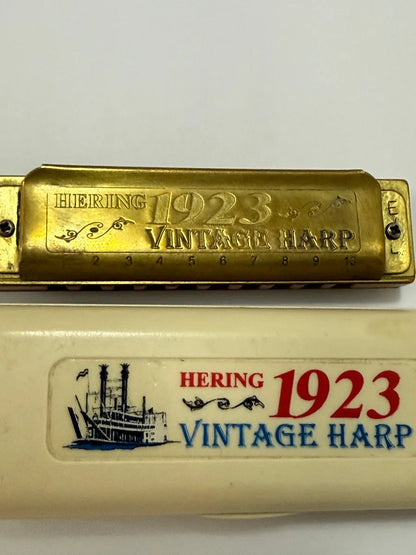 HERING 1923
VINTAGE HARP
2 3 4 5 6 7 8 9 10
HERING 1923
VINTAGE HARP